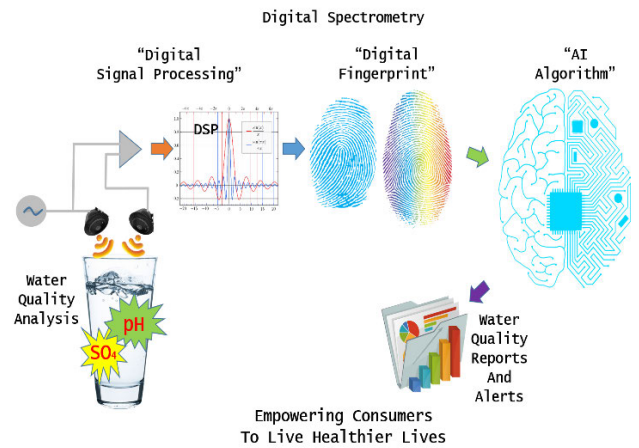 Digital Spectrometry
“Digital
Signal Processing”
“Digital
Fingerprint”
“AI
Algorithm”
DSP
Water
Quality
Analysis
pH
SO₄
Water
Quality
Reports
And
Alerts
Empowering Consumers
To Live Healthier Lives